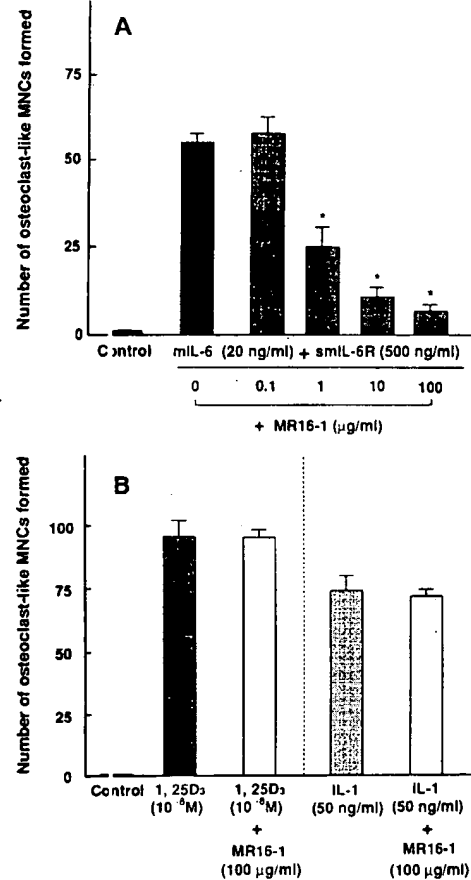 A
Number of osteoclast-like MNCs formed
75
50
25
0
Control
mIL-6 (20 ng/ml) + smIL-6R (500 ng/ml)
0 0.1 1 10 100
+ MR16-1 (μg/ml)
* * *
B
Number of osteoclast-like MNCs formed
100
75
50
25
0
Control
1, 25D₃
(10⁻⁸M)
1, 25D₃
(10⁻⁸M)
+
MR16-1
(100 μg/ml)
IL-1
(50 ng/ml)
IL-1
(50 ng/ml)
+
MR16-1
(100 μg/ml)